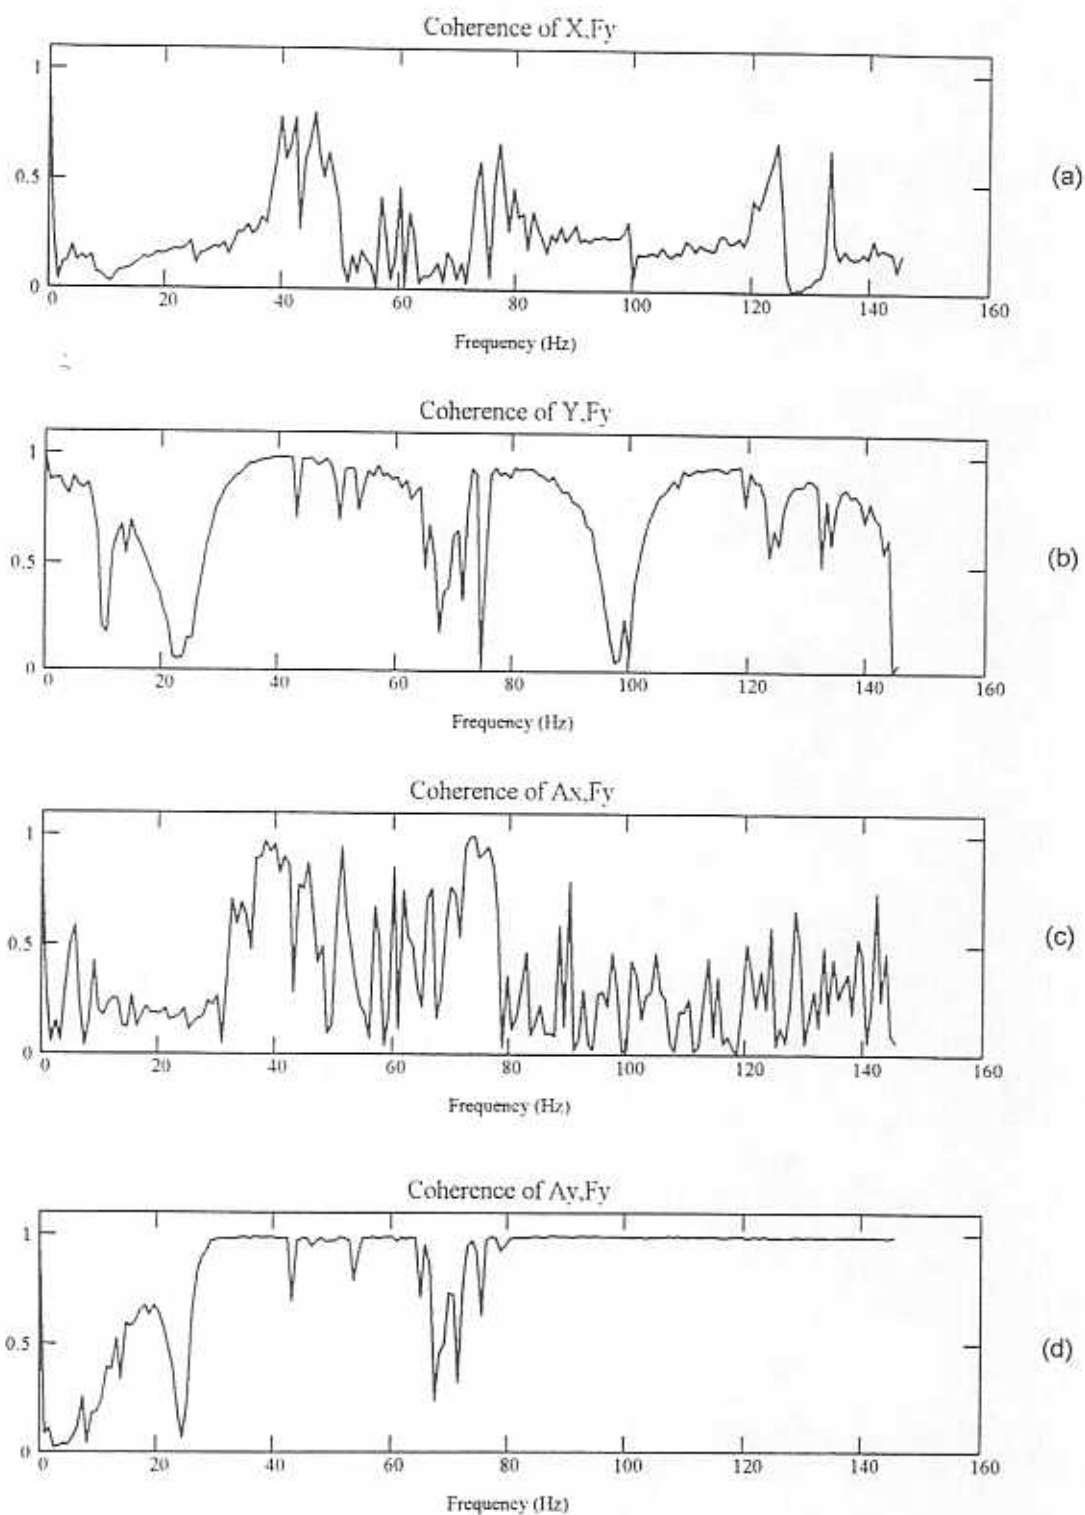 Coherence of X,Fy
1
0.5
0
0 20 40 60 80 100 120 140 160
Frequency (Hz)
(a)
Coherence of Y,Fy
1
0.5
0
0 20 40 60 80 100 120 140 160
Frequency (Hz)
(b)
Coherence of Ax,Fy
1
0.5
0
0 20 40 60 80 100 120 140 160
Frequency (Hz)
(c)
Coherence of Ay,Fy
1
0.5
0
0 20 40 60 80 100 120 140 160
Frequency (Hz)
(d)